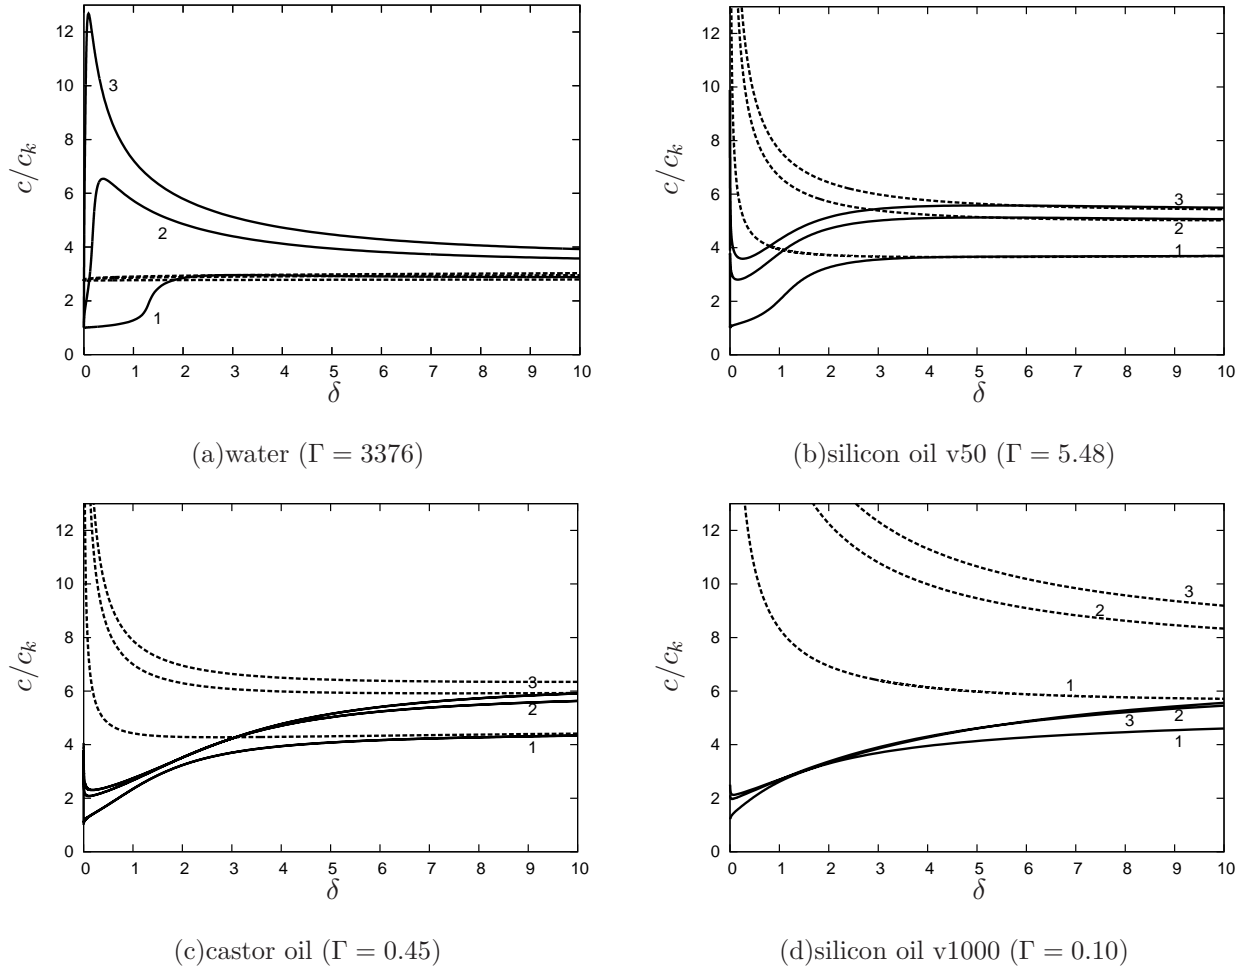 12
10
8
6
4
2
0
c/c_k
3
2
1
0 1 2 3 4 5 6 7 8 9 10
δ
(a)water (Γ = 3376)
12
10
8
6
4
2
0
c/c_k
3
2
1
0 1 2 3 4 5 6 7 8 9 10
δ
(b)silicon oil v50 (Γ = 5.48)
12
10
8
6
4
2
0
c/c_k
3
2
1
0 1 2 3 4 5 6 7 8 9 10
δ
(c)castor oil (Γ = 0.45)
12
10
8
6
4
2
0
c/c_k
3
2
1
2
3
1
0 1 2 3 4 5 6 7 8 9 10
δ
(d)silicon oil v1000 (Γ = 0.10)